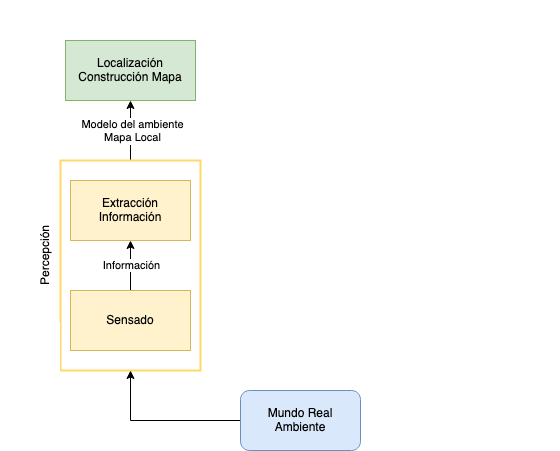 Localización
Construcción Mapa
Modelo del ambiente
Mapa Local
Extracción
Información
Percepción
Información
Sensado
Mundo Real
Ambiente